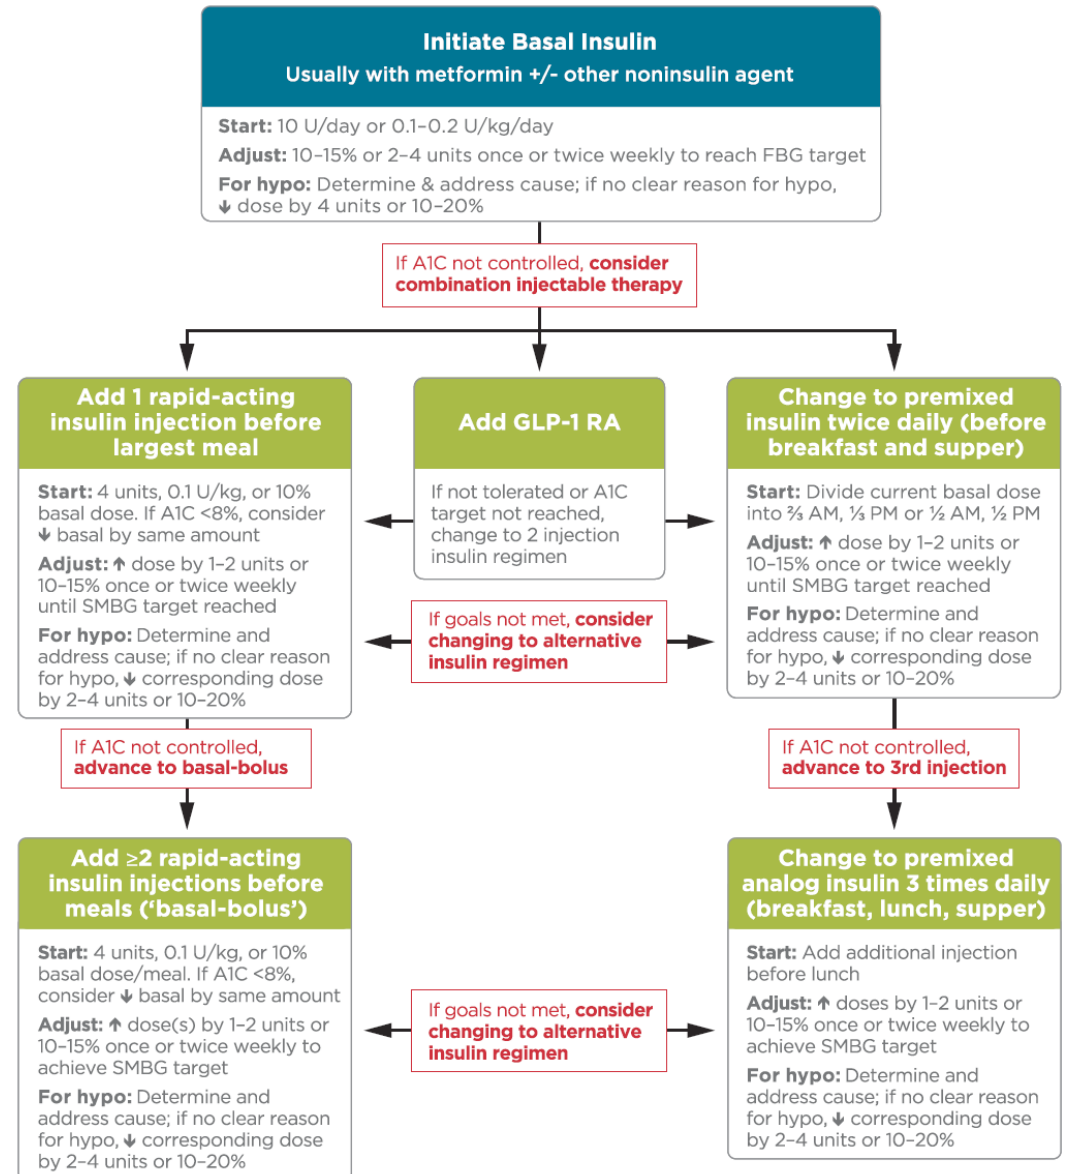 Initiate Basal Insulin
Usually with metformin +/- other noninsulin agent
Start: 10 U/day or 0.1–0.2 U/kg/day
Adjust: 10–15% or 2–4 units once or twice weekly to reach FBG target
For hypo: Determine & address cause; if no clear reason for hypo,
🡻 dose by 4 units or 10–20%
If A1C not controlled, consider
combination injectable therapy
Add 1 rapid-acting
insulin injection before
largest meal
Start: 4 units, 0.1 U/kg, or 10%
basal dose. If A1C <8%, consider
🡻 basal by same amount
Adjust: 🡹 dose by 1–2 units or
10–15% once or twice weekly
until SMBG target reached
For hypo: Determine and
address cause; if no clear reason
for hypo, 🡻 corresponding dose
by 2–4 units or 10–20%
Add GLP-1 RA
If not tolerated or A1C
target not reached,
change to 2 injection
insulin regimen
Change to premixed
insulin twice daily (before
breakfast and supper)
Start: Divide current basal dose
into ⅔ AM, ⅓ PM or ½ AM, ½ PM
Adjust: 🡹 dose by 1–2 units or
10–15% once or twice weekly
until SMBG target reached
For hypo: Determine and
address cause; if no clear reason
for hypo, 🡻 corresponding dose
by 2–4 units or 10–20%
If goals not met, consider
changing to alternative
insulin regimen
If A1C not controlled,
advance to basal-bolus
If A1C not controlled,
advance to 3rd injection
Add ≥2 rapid-acting
insulin injections before
meals (‘basal-bolus’)
Start: 4 units, 0.1 U/kg, or 10%
basal dose/meal. If A1C <8%,
consider 🡻 basal by same amount
Adjust: 🡹 dose(s) by 1–2 units or
10–15% once or twice weekly to
achieve SMBG target
For hypo: Determine and
address cause; if no clear reason
for hypo, 🡻 corresponding dose
by 2–4 units or 10–20%
If goals not met, consider
changing to alternative
insulin regimen
Change to premixed
analog insulin 3 times daily
(breakfast, lunch, supper)
Start: Add additional injection
before lunch
Adjust: 🡹 doses by 1–2 units or
10–15% once or twice weekly to
achieve SMBG target
For hypo: Determine and
address cause; if no clear reason
for hypo, 🡻 corresponding dose
by 2–4 units or 10–20%